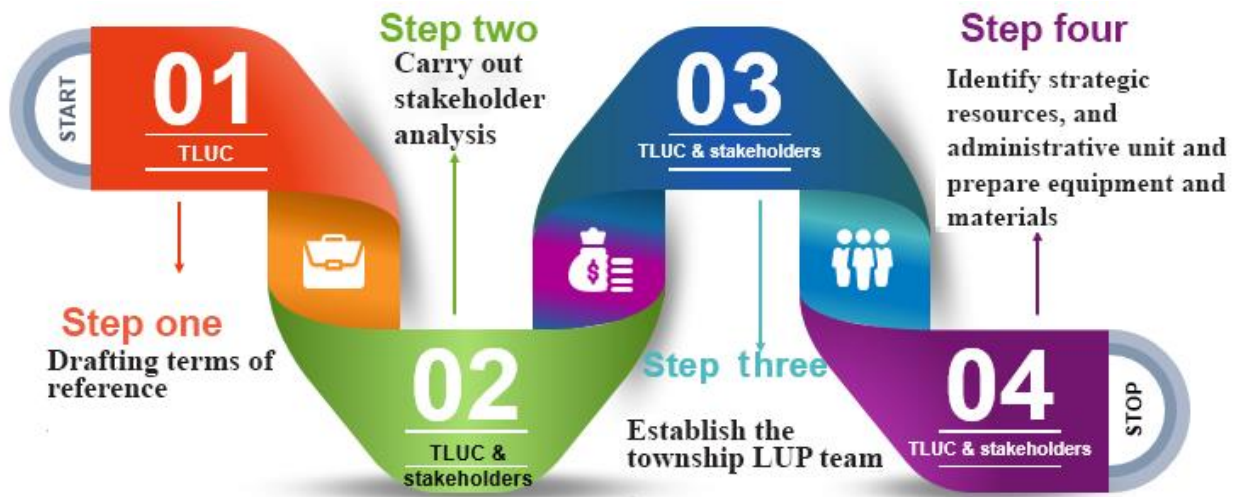 START
01
TLUC
Step one
Drafting terms of
reference
Step two
Carry out
stakeholder
analysis
02
TLUC &
stakeholders
03
TLUC & stakeholders
Step three
Establish the
township LUP team
Step four
Identify strategic
resources, and
administrative unit and
prepare equipment and
materials
04
TLUC & stakeholders
STOP
$